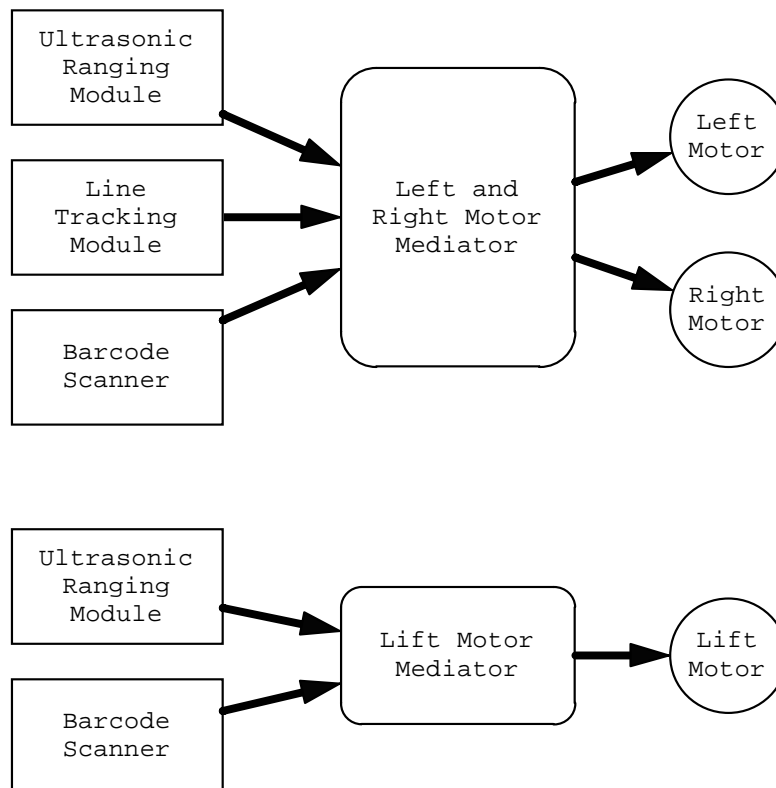 Ultrasonic
Ranging
Module
Line
Tracking
Module
Barcode
Scanner
Left and
Right Motor
Mediator
Left
Motor
Right
Motor
Ultrasonic
Ranging
Module
Barcode
Scanner
Lift Motor
Mediator
Lift
Motor